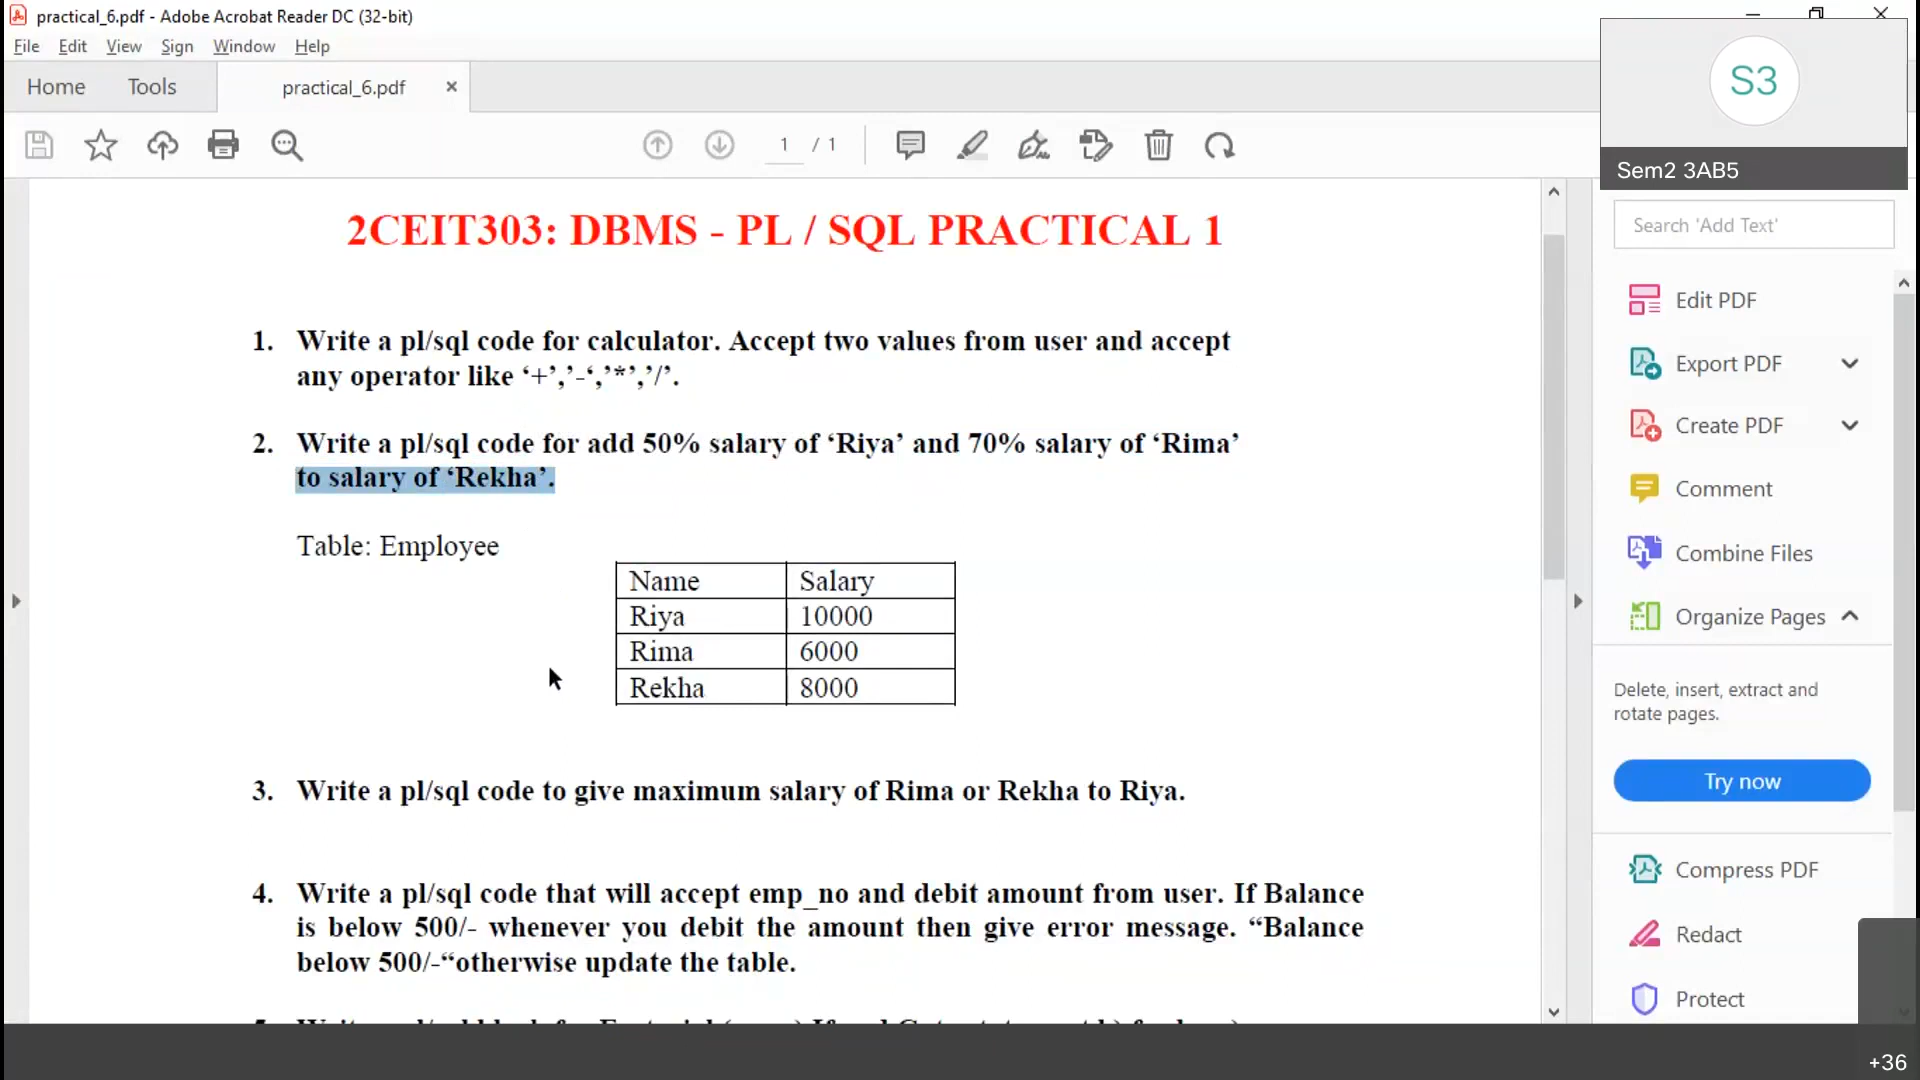 practical_6.pdf - Adobe Acrobat Reader DC (32-bit)
File Edit View Sign Window Help
Home Tools practical_6.pdf ×
1 / 1
S3
Sem2 3AB5
Search 'Add Text'
2CEIT303: DBMS - PL / SQL PRACTICAL 1
1. Write a pl/sql code for calculator. Accept two values from user and accept
any operator like ‘+’,’-‘,’*’,’/’.
2. Write a pl/sql code for add 50% salary of ‘Riya’ and 70% salary of ‘Rima’
to salary of ‘Rekha’.
Table: Employee
Name Salary
Riya 10000
Rima 6000
Rekha 8000
3. Write a pl/sql code to give maximum salary of Rima or Rekha to Riya.
4. Write a pl/sql code that will accept emp_no and debit amount from user. If Balance
is below 500/- whenever you debit the amount then give error message. “Balance
below 500/-“otherwise update the table.
Edit PDF
Export PDF
Create PDF
Comment
Combine Files
Organize Pages
Delete, insert, extract and
rotate pages.
Try now
Compress PDF
Redact
Protect
+36